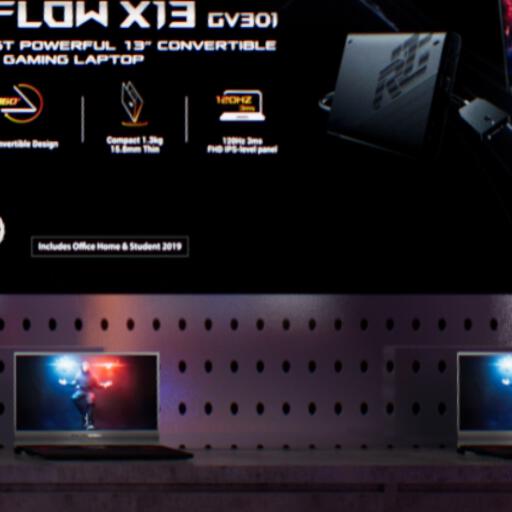 FLOW X13 GV301
ST POWERFUL 13" CONVERTIBLE
GAMING LAPTOP
360°
120HZ
3ms
nvertible Design
Compact 1.3kg
15.8mm Thin
120Hz 3ms
FHD IPS-level panel
Includes Office Home & Student 2019